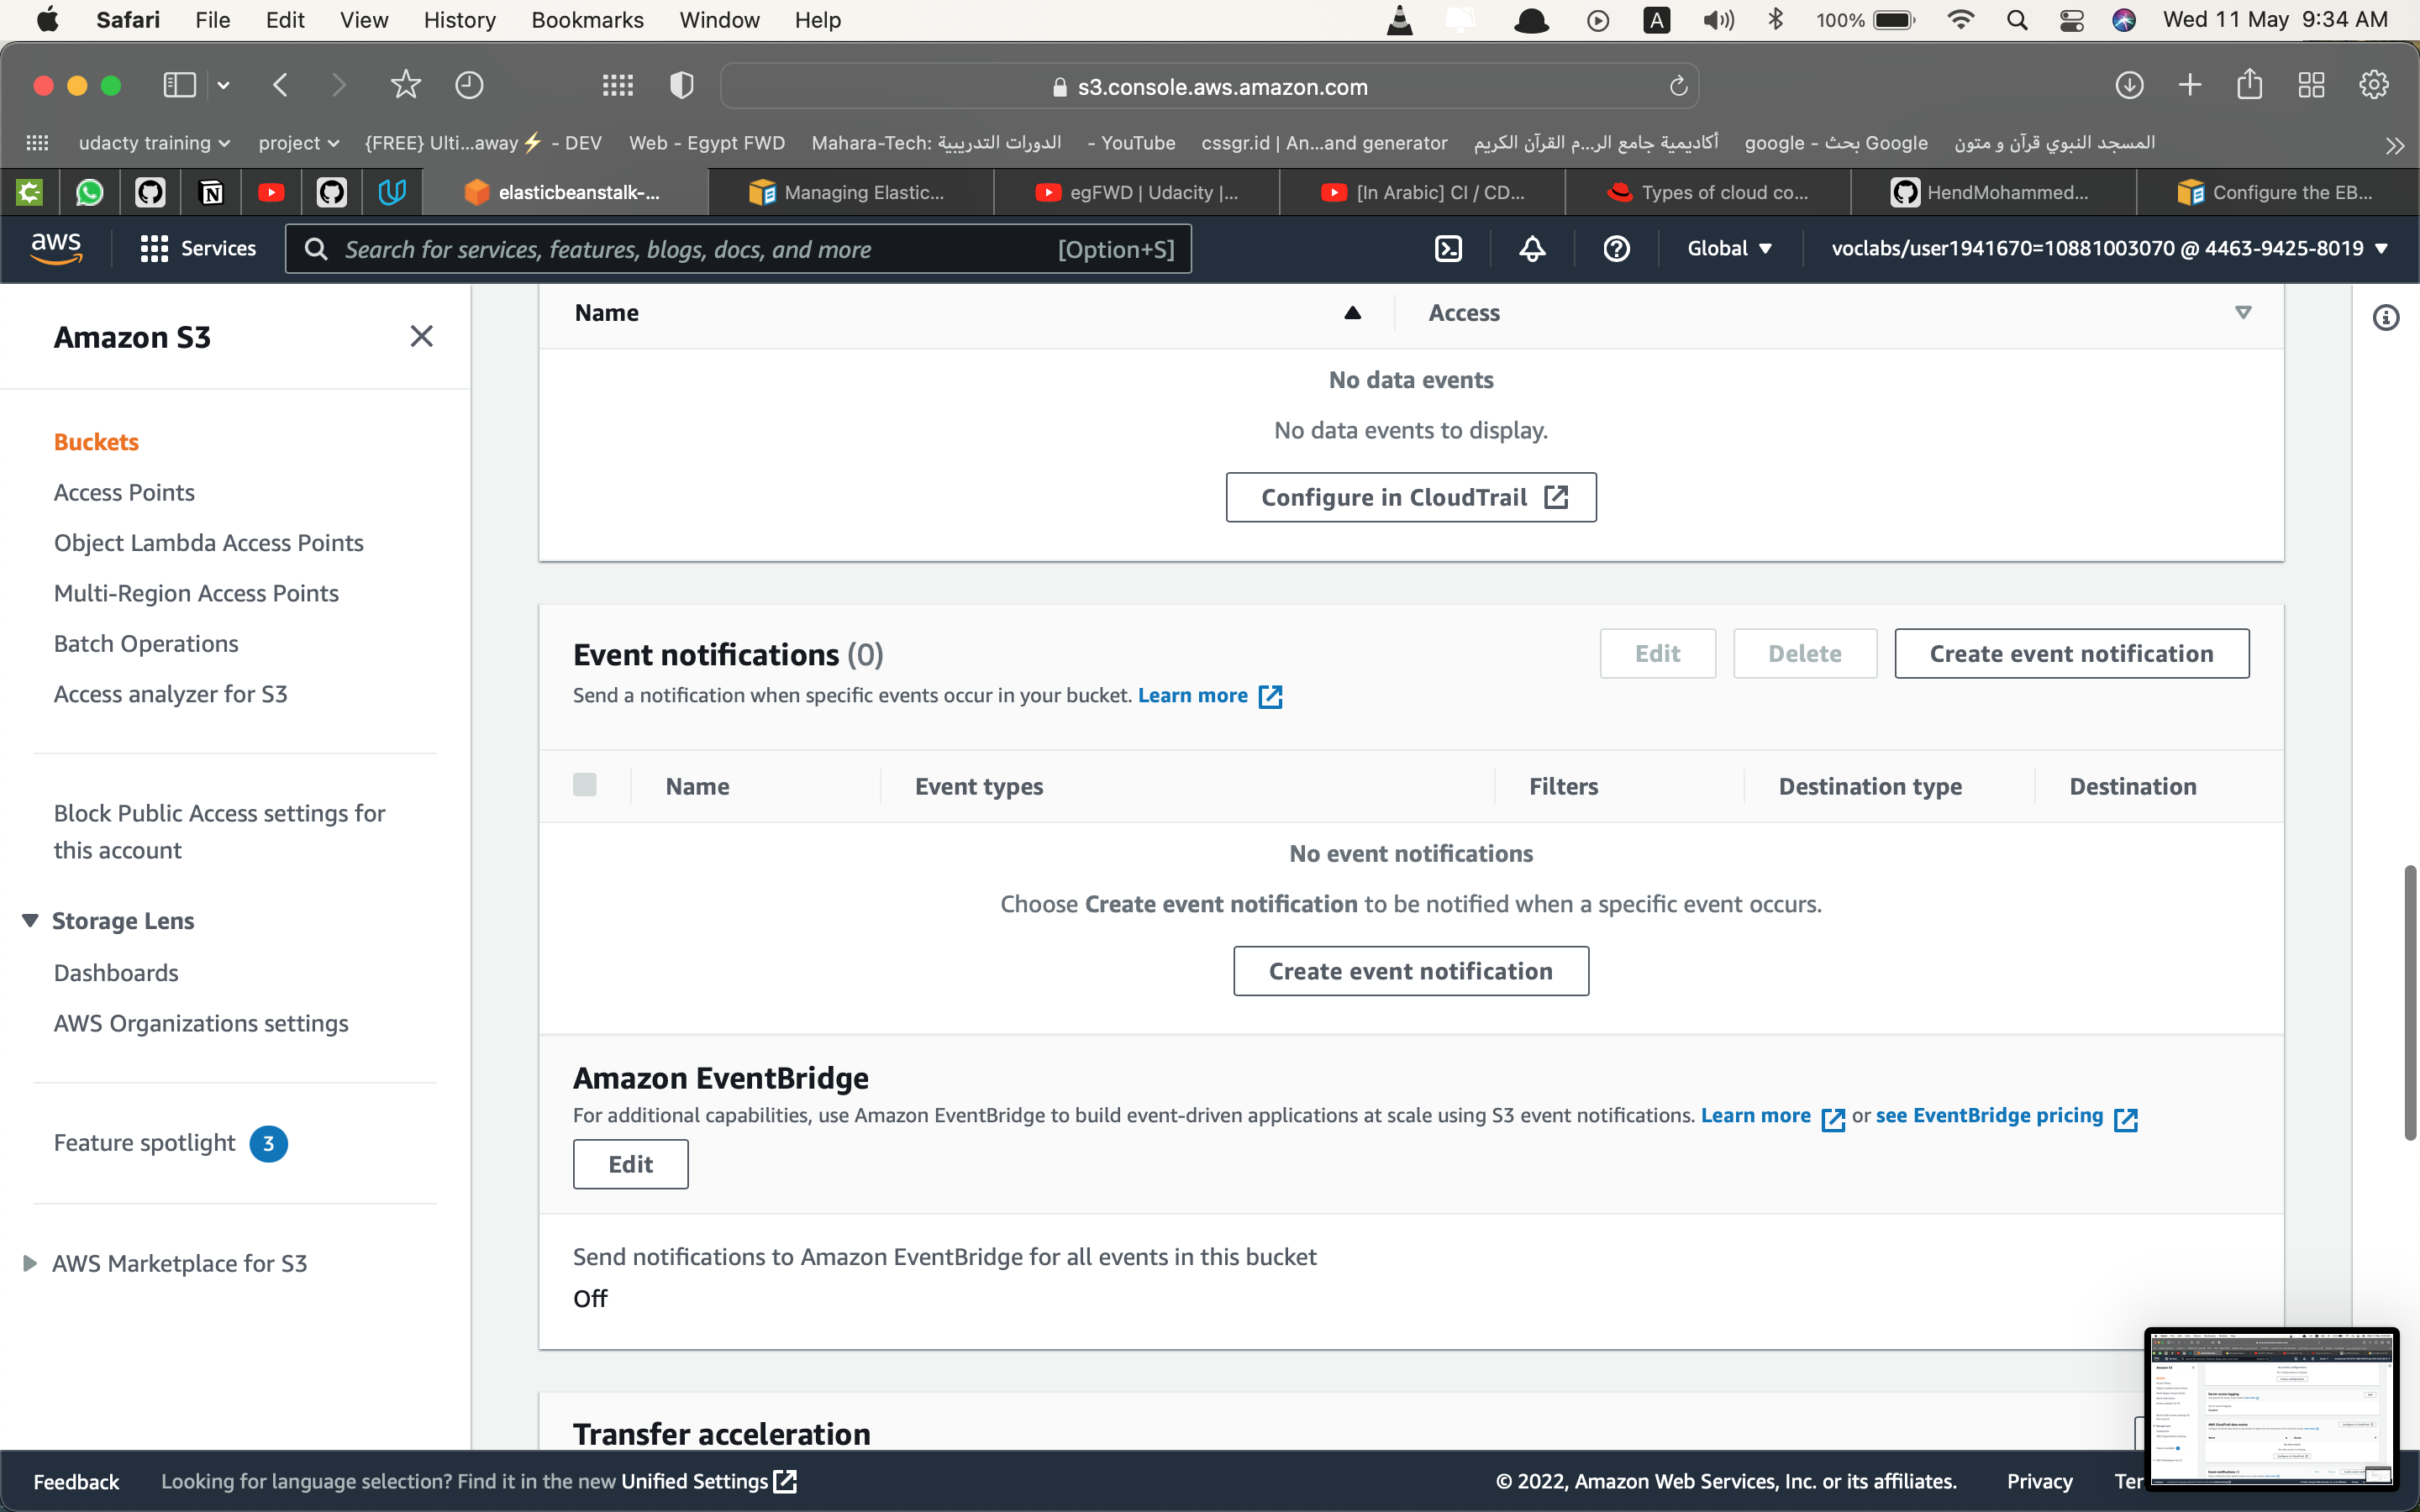 Safari File Edit View History Bookmarks Window Help A 100% Wed 11 May 9:34 AM
s3.console.aws.amazon.com
udacty training project {FREE} Ulti...away⚡ - DEV Web - Egypt FWD Mahara-Tech: الدورات التدريبية - YouTube cssgr.id | An...and generator أكاديمية جامع الر...م القرآن الكريم google - بحث Google المسجد النبوي قرآن و متون
elasticbeanstalk-... Managing Elastic... egFWD | Udacity |... [In Arabic] CI / CD... Types of cloud co... HendMohammed... Configure the EB...
aws Services Search for services, features, blogs, docs, and more [Option+S] Global voclabs/user1941670=10881003070 @ 4463-9425-8019
Amazon S3
Buckets
Access Points
Object Lambda Access Points
Multi-Region Access Points
Batch Operations
Access analyzer for S3
Block Public Access settings for
this account
Storage Lens
Dashboards
AWS Organizations settings
Feature spotlight 3
AWS Marketplace for S3
Name Access
No data events
No data events to display.
Configure in CloudTrail
Event notifications (0) Edit Delete Create event notification
Send a notification when specific events occur in your bucket. Learn more
Name Event types Filters Destination type Destination
No event notifications
Choose Create event notification to be notified when a specific event occurs.
Create event notification
Amazon EventBridge
For additional capabilities, use Amazon EventBridge to build event-driven applications at scale using S3 event notifications. Learn more or see EventBridge pricing
Edit
Send notifications to Amazon EventBridge for all events in this bucket
Off
Transfer acceleration
Feedback Looking for language selection? Find it in the new Unified Settings © 2022, Amazon Web Services, Inc. or its affiliates. Privacy Ter